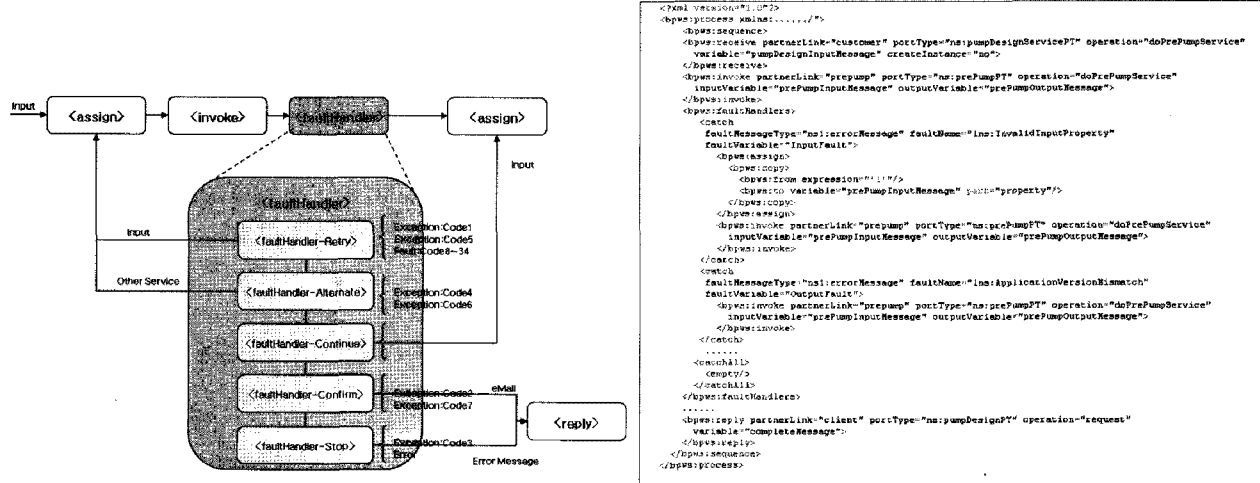 Input
<assign>
<invoke>
<faultHandler>
<assign>
Input
<faultHandler>
Input
<faultHandler-Retry>
Exception:Code1
Exception:Code5
Fault:Code8~34
Other Service
<faultHandler-Alternate>
Exception:Code4
Exception:Code6
<faultHandler-Continue>
<faultHandler-Confirm>
Exception:Code2
Exception:Code7
eMail
<reply>
<faultHandler-Stop>
Exception:Code3
Error
Error Message
<?xml version="1.0"?>
<bpws:process xmlns:....../">
<bpws:sequence>
<bpws:receive partnerLink="customer" portType="ns:pumpDesignServicePT" operation="doPrePumpService"
variable="pumpDesignInputMessage" createInstance="no">
</bpws:receive>
<bpws:invoke partnerLink="prepump" portType="ns:prePumpPT" operation="doPrePumpService"
inputVariable="prePumpInputMessage" outputVariable="prePumpOutputMessage">
</bpws:invoke>
<bpws:faultHandlers>
<catch
faultMessageType="ns1:errorMessage" faultName="lns:InvalidInputProperty"
faultVariable="InputFault">
<bpws:assign>
<bpws:copy>
<bpws:from
<bpws:to variable="prePumpInputMessage" part="property"/>
</bpws:copy>
</bpws:assign>
<bpws:invoke partnerLink="prepump" portType="ns:prePumpPT" operation="doPrePumpService"
inputVariable="prePumpInputMessage" outputVariable="prePumpOutputMessage">
</bpws:invoke>
</catch>
<catch
faultMessageType="ns1:errorMessage" faultName="lns:ApplicationVersionMismatch"
faultVariable="OutputFault">
<bpws:invoke partnerLink="prepump" portType="ns:prePumpPT" operation="doPrePumpService"
inputVariable="prePumpInputMessage" outputVariable="prePumpOutputMessage">
</bpws:invoke>
</catch>
......
<catchAll>
<empty/>
</catchAll>
</bpws:faultHandlers>
......
<bpws:reply partnerLink="client" portType="ns:pumpDesignPT" operation="request"
variable="completeMessage">
</bpws:reply>
</bpws:sequence>
</bpws:process>